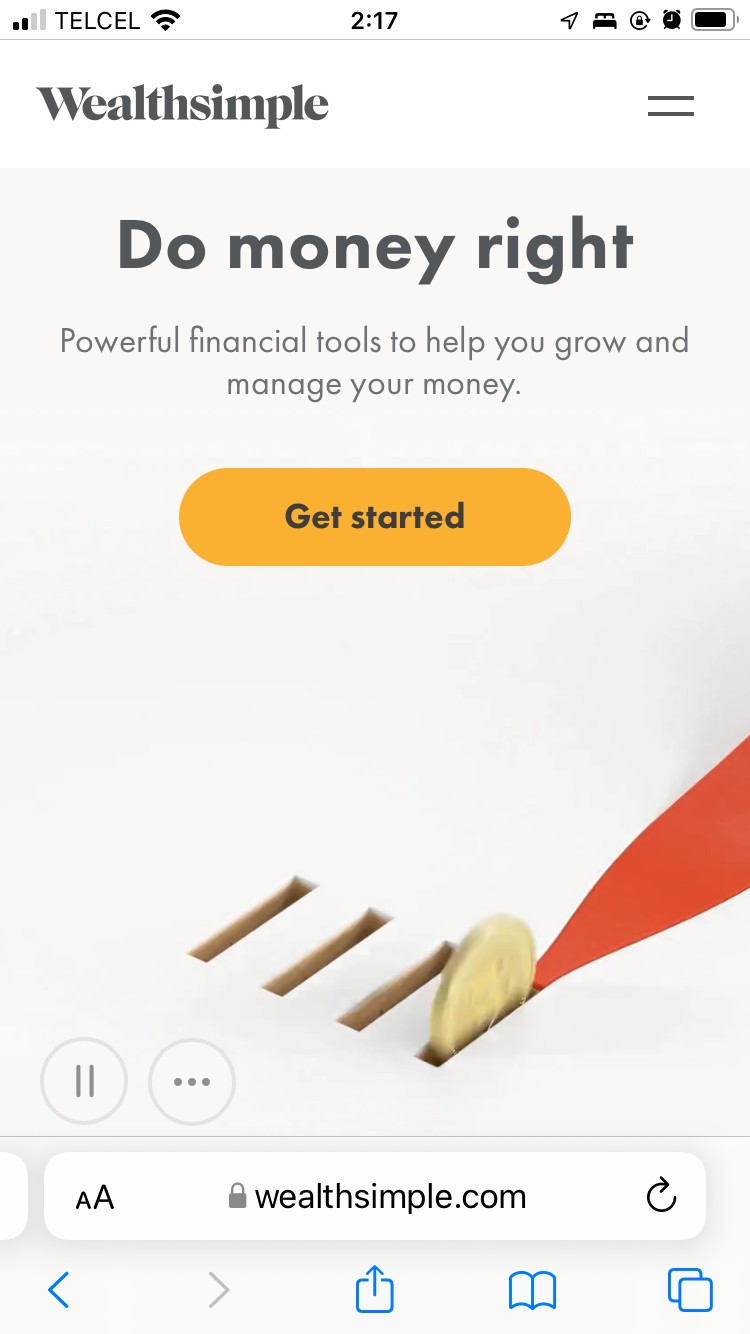 TELCEL 2:17
Wealthsimple
Do money right
Powerful financial tools to help you grow and
manage your money.
Get started
AA wealthsimple.com